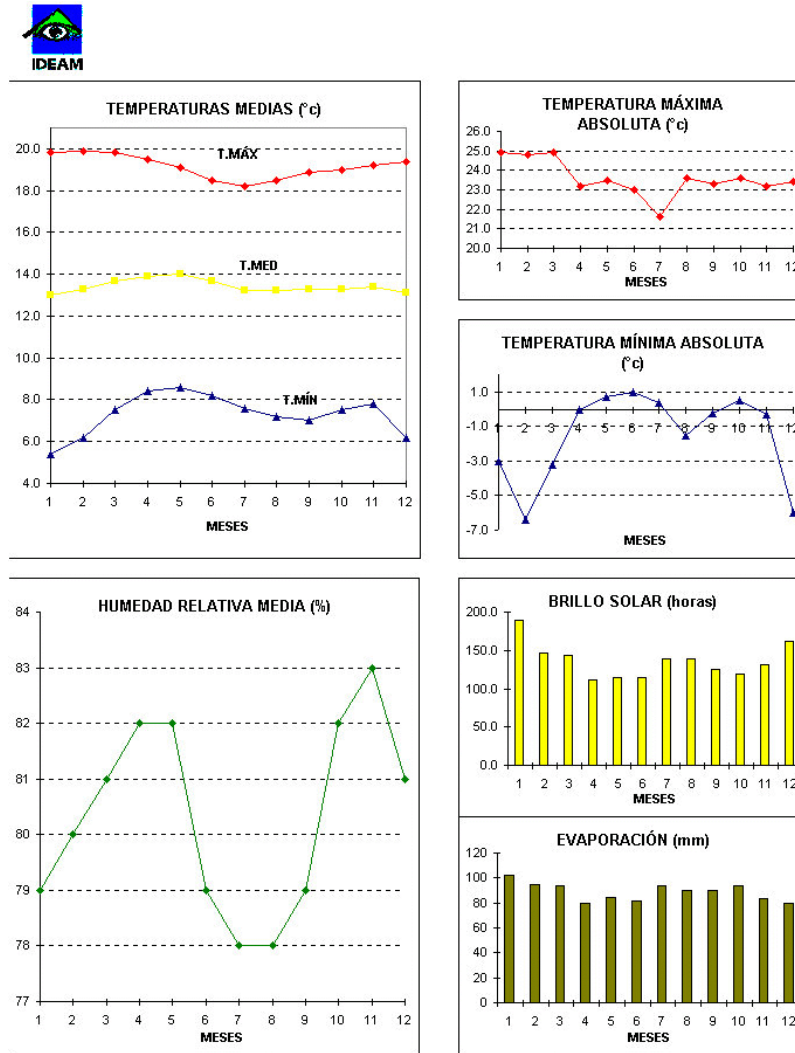 IDEAM
TEMPERATURAS MEDIAS (°c)
20.0
18.0
16.0
14.0
12.0
10.0
8.0
6.0
4.0
T.MÁX
T.MED
T.MÍN
1 2 3 4 5 6 7 8 9 10 11 12
MESES
TEMPERATURA MÁXIMA
ABSOLUTA (°c)
26.0
25.0
24.0
23.0
22.0
21.0
20.0
1 2 3 4 5 6 7 8 9 10 11 12
MESES
TEMPERATURA MÍNIMA ABSOLUTA
(°c)
1.0
-1.0
-3.0
-5.0
-7.0
1 2 3 4 5 6 7 8 9 10 11 12
MESES
HUMEDAD RELATIVA MEDIA (%)
84
83
82
81
80
79
78
77
1 2 3 4 5 6 7 8 9 10 11 12
MESES
BRILLO SOLAR (horas)
200.0
150.0
100.0
50.0
0.0
1 2 3 4 5 6 7 8 9 10 11 12
MESES
EVAPORACIÓN (mm)
120
100
80
60
40
20
0
1 2 3 4 5 6 7 8 9 10 11 12
MESES